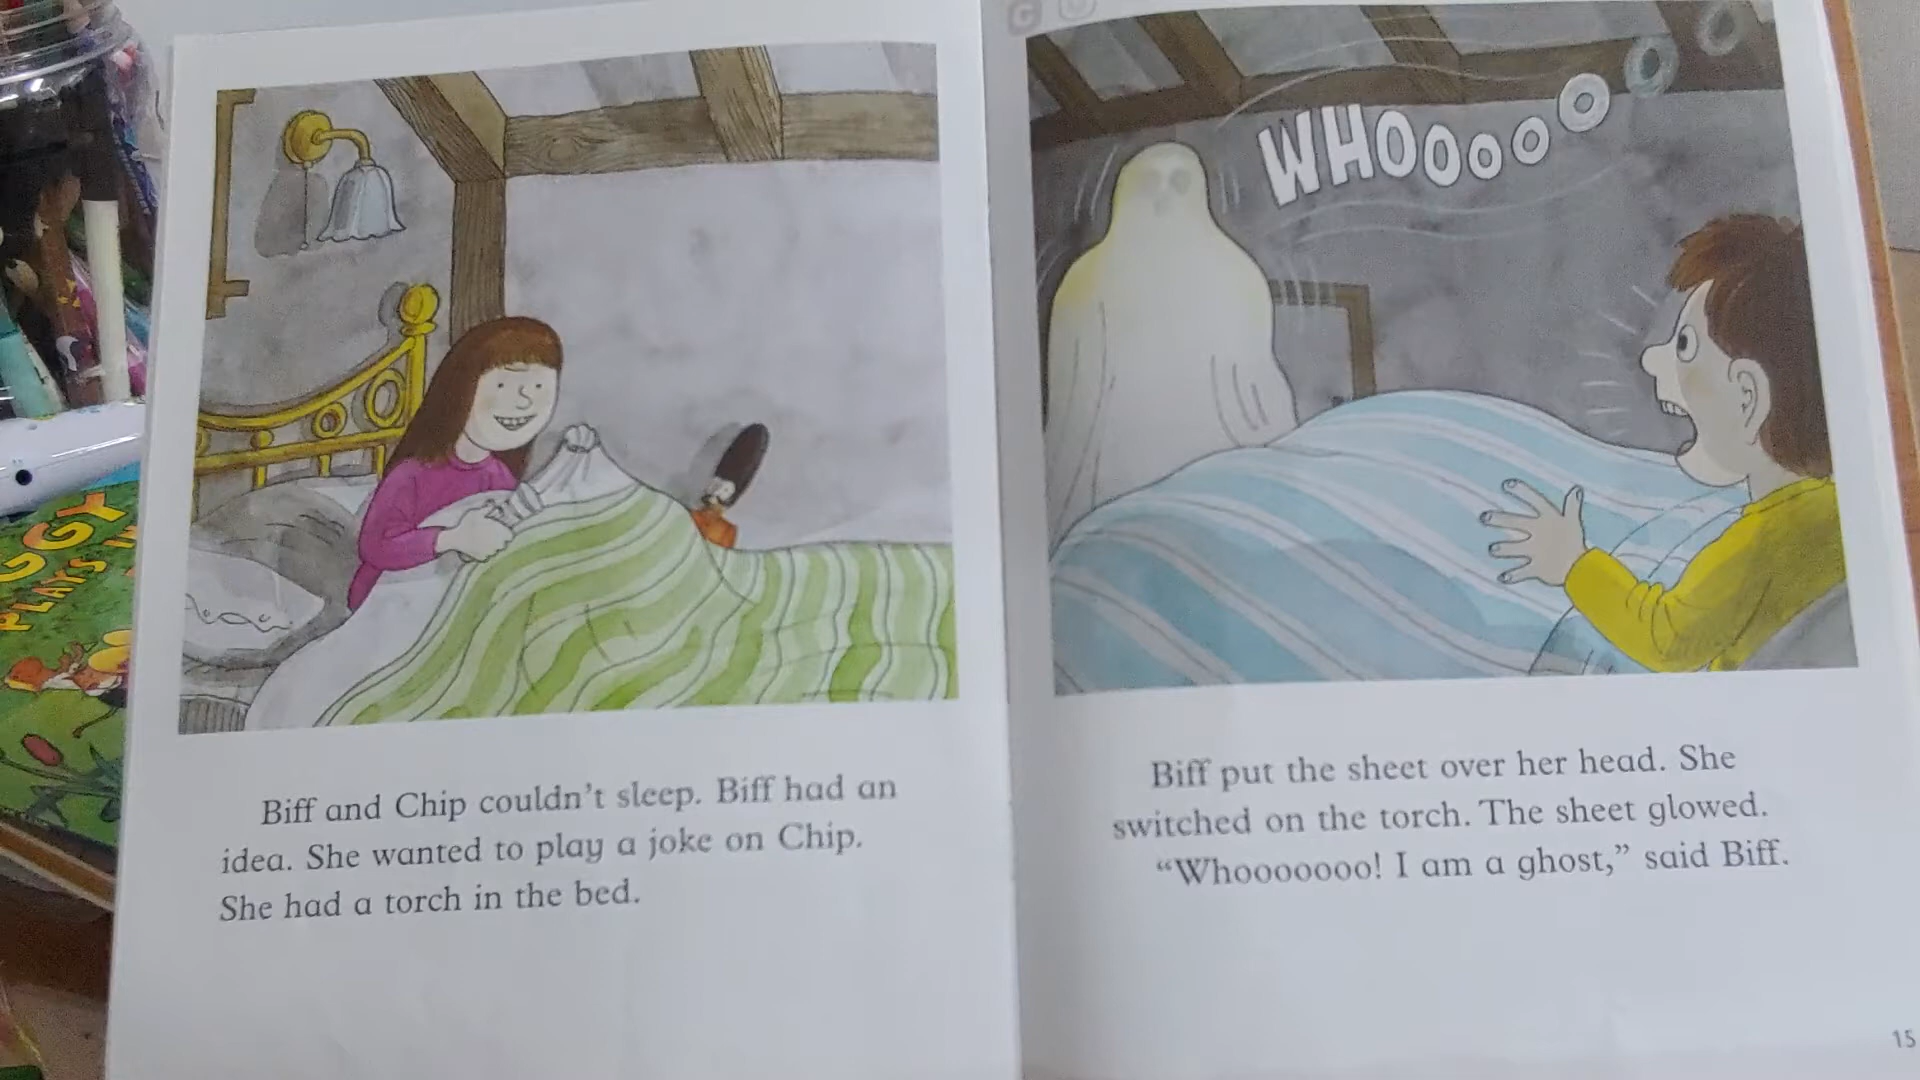 Biff and Chip couldn't sleep. Biff had an
idea. She wanted to play a joke on Chip.
She had a torch in the bed.
WHOoooOOO
Biff put the sheet over her head. She
switched on the torch. The sheet glowed.
“Whooooooo! I am a ghost,” said Biff.
15
PLAYS